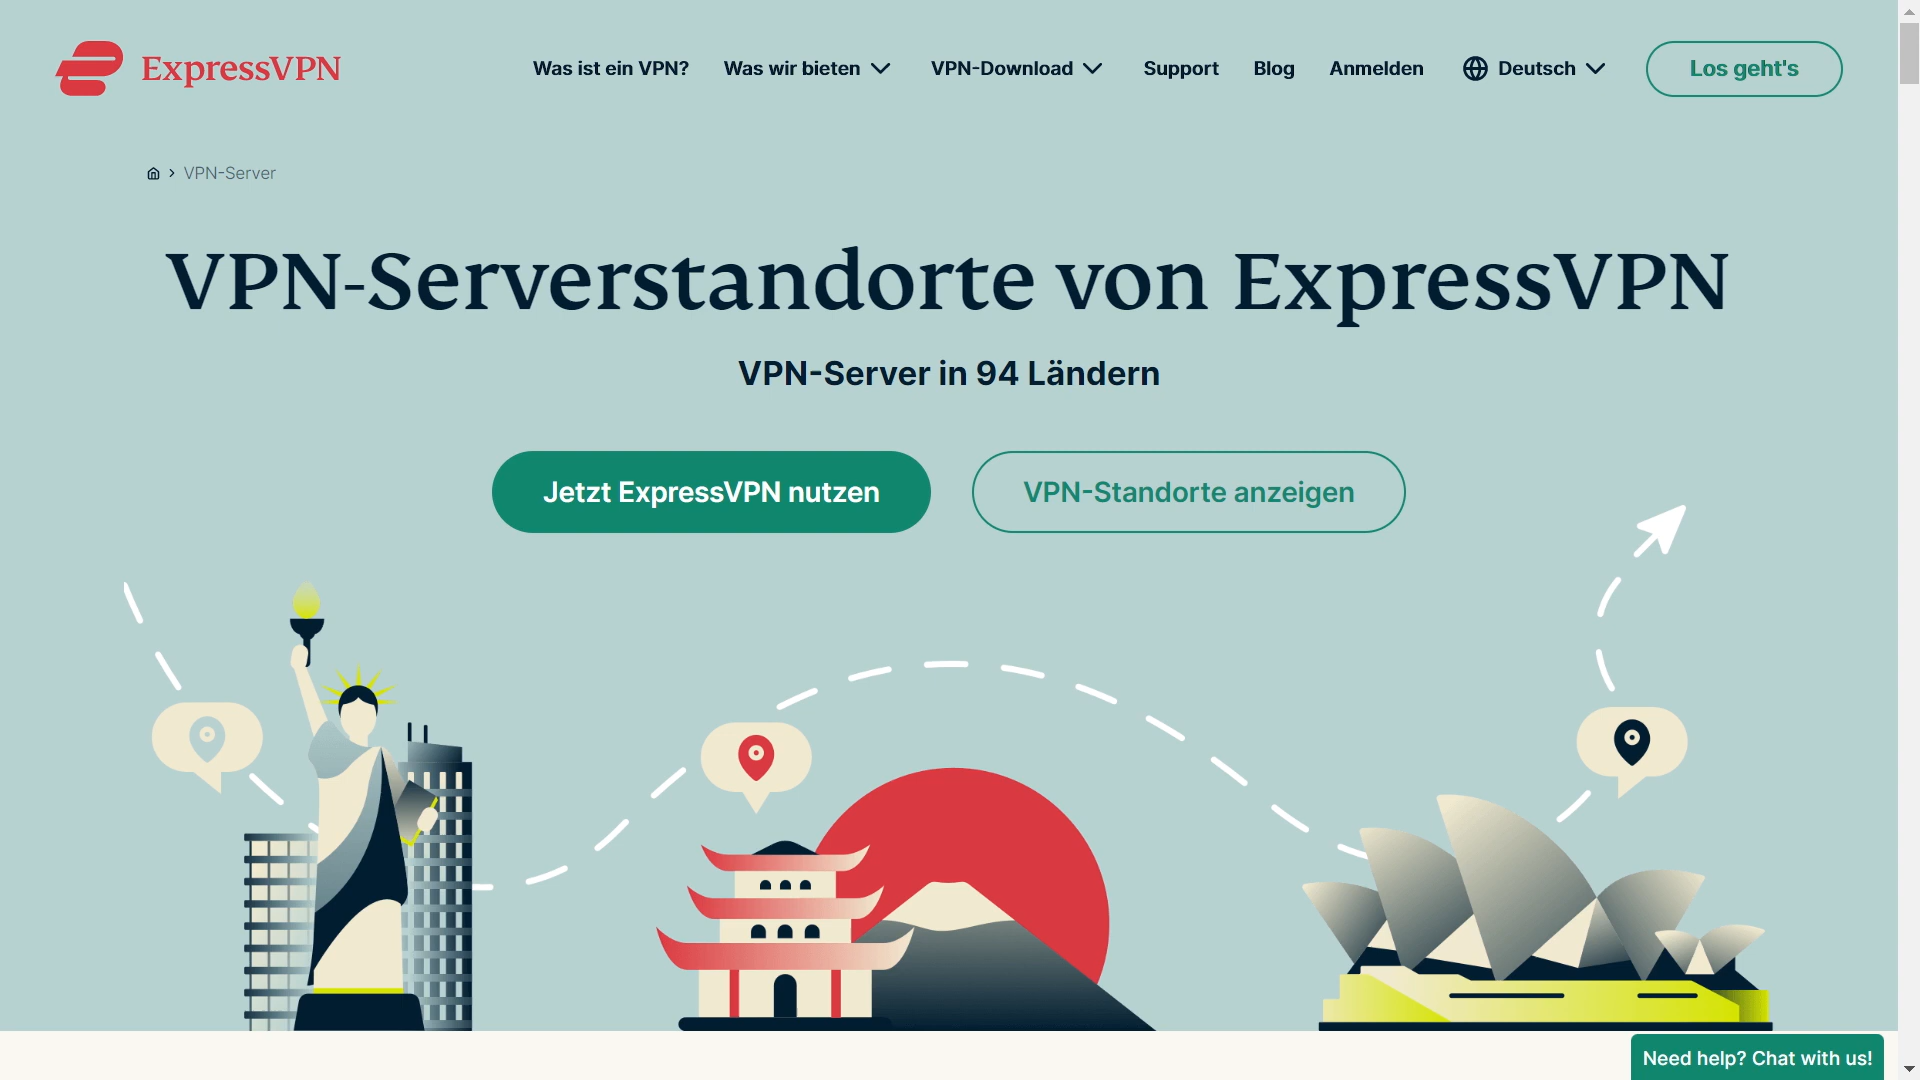 ExpressVPN
Was ist ein VPN?
Was wir bieten
VPN-Download
Support
Blog
Anmelden
Deutsch
Los geht's
VPN-Server
VPN-Serverstandorte von ExpressVPN
VPN-Server in 94 Ländern
Jetzt ExpressVPN nutzen
VPN-Standorte anzeigen
Need help? Chat with us!